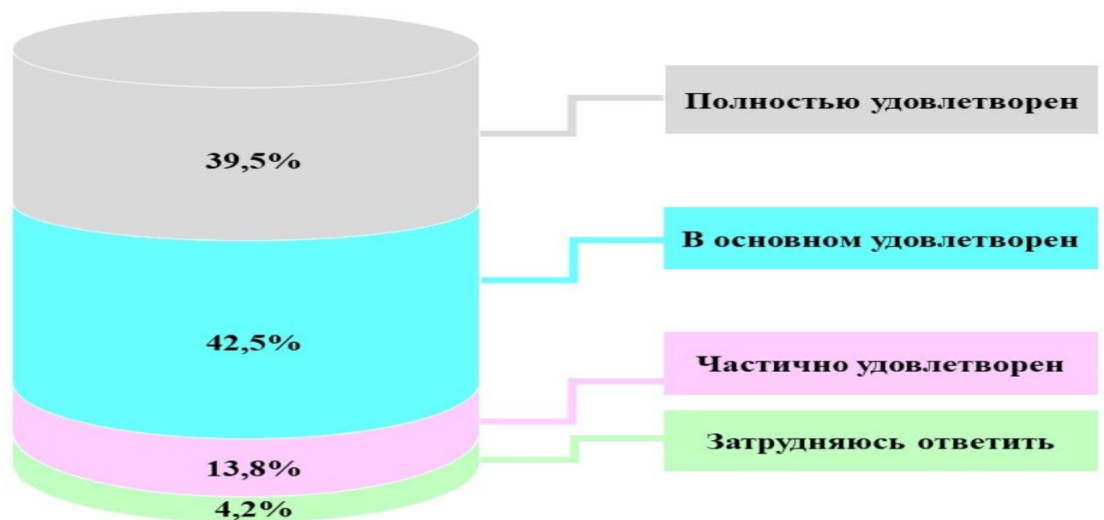 Полностью удовлетворен
39,5%
В основном удовлетворен
42,5%
Частично удовлетворен
13,8%
Затрудняюсь ответить
4,2%